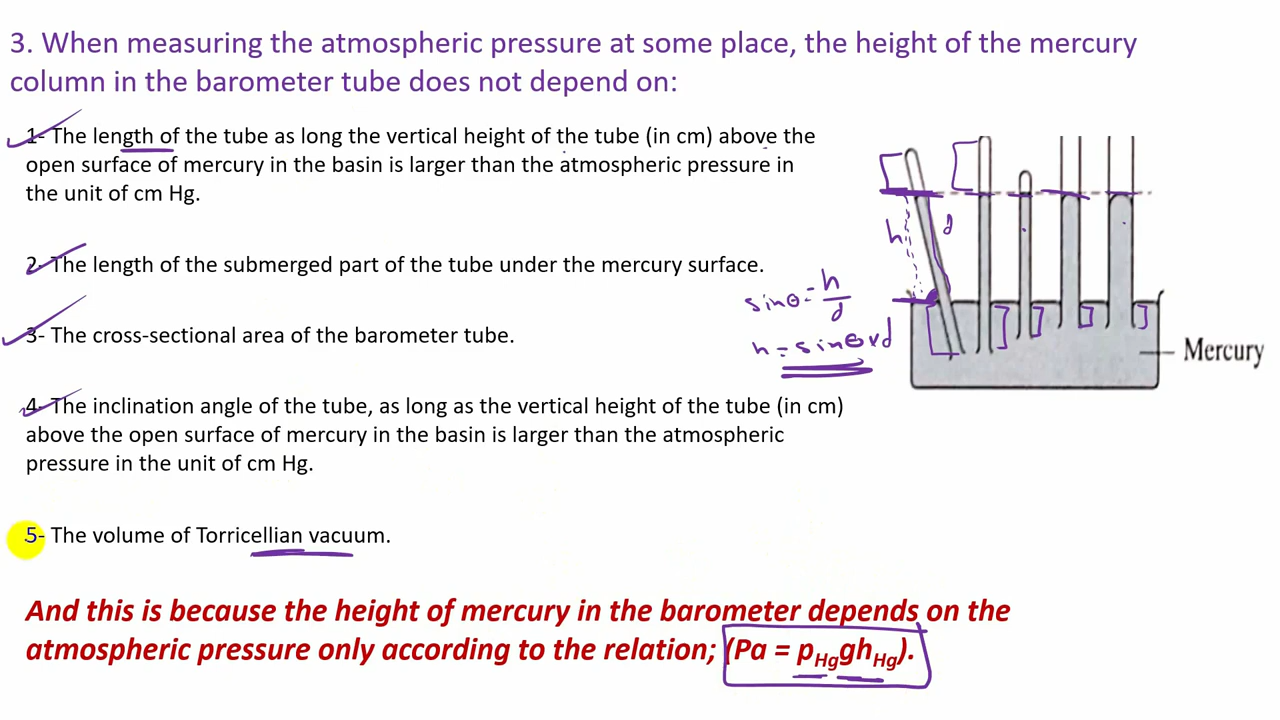 3. When measuring the atmospheric pressure at some place, the height of the mercury
column in the barometer tube does not depend on:
1- The length of the tube as long the vertical height of the tube (in cm) above the
open surface of mercury in the basin is larger than the atmospheric pressure in
the unit of cm Hg.
2- The length of the submerged part of the tube under the mercury surface.
3- The cross-sectional area of the barometer tube.
4- The inclination angle of the tube, as long as the vertical height of the tube (in cm)
above the open surface of mercury in the basin is larger than the atmospheric
pressure in the unit of cm Hg.
5- The volume of Torricellian vacuum.
And this is because the height of mercury in the barometer depends on the
atmospheric pressure only according to the relation; (Pa = pHgghHg).
h
d
sinθ = h/d
h = sinθ x d
Mercury